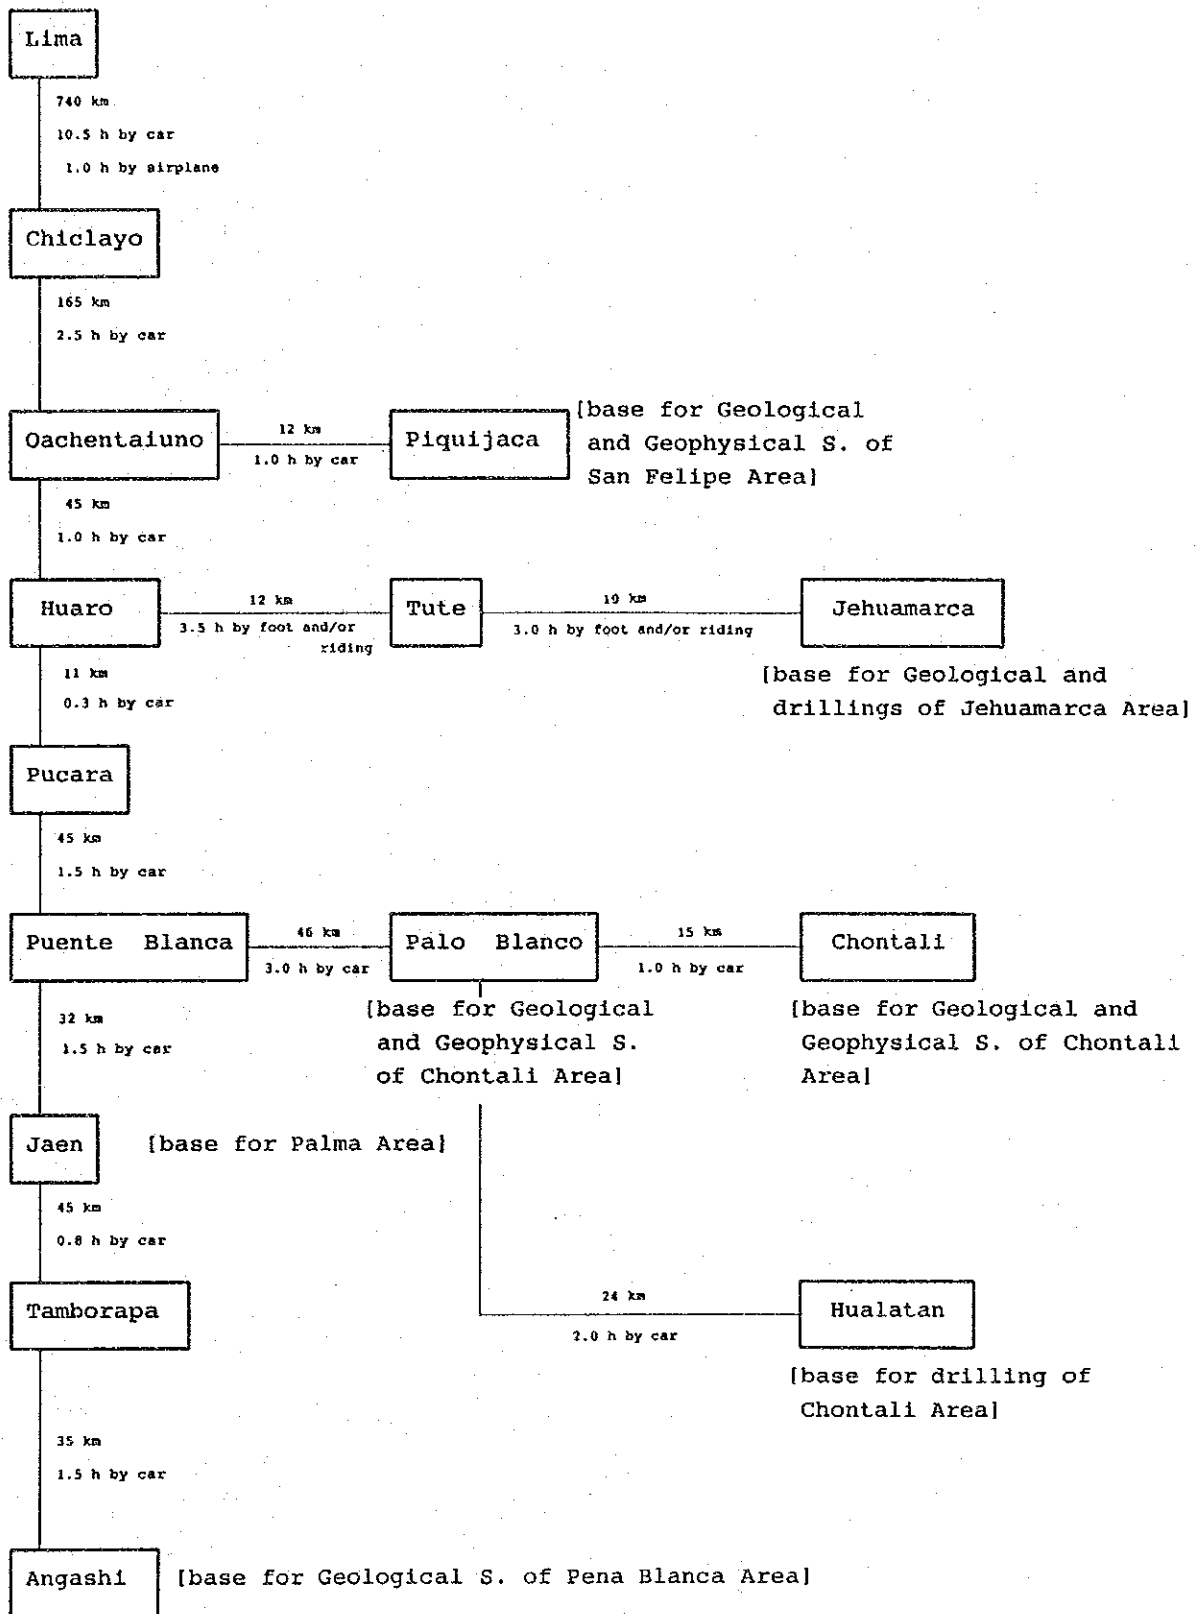 Lima
740 km
10.5 h by car
1.0 h by airplane
Chiclayo
165 km
2.5 h by car
Oachentaiuno
12 km
1.0 h by car
Piquijaca
[base for Geological
and Geophysical S. of
San Felipe Area]
45 km
1.0 h by car
Huaro
12 km
3.5 h by foot and/or
riding
Tute
10 km
3.0 h by foot and/or riding
Jehuamarca
[base for Geological and
drillings of Jehuamarca Area]
11 km
0.3 h by car
Pucara
45 km
1.5 h by car
Puente Blanca
46 km
3.0 h by car
Palo Blanco
15 km
1.0 h by car
Chontali
[base for Geological
and Geophysical S.
of Chontali Area]
[base for Geological and
Geophysical S. of Chontali
Area]
32 km
1.5 h by car
Jaen
[base for Palma Area]
45 km
0.8 h by car
Tamborapa
24 km
2.0 h by car
Hualatan
[base for drilling of
Chontali Area]
35 km
1.5 h by car
Angashi
[base for Geological S. of Pena Blanca Area]